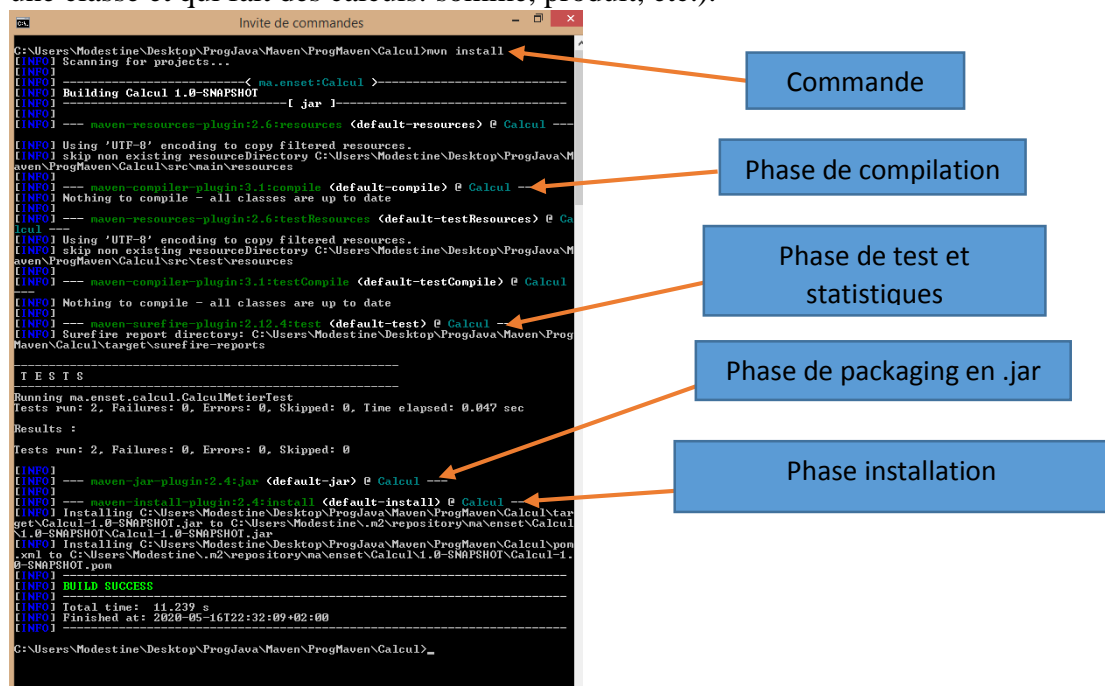 une classe et qui fait des calculs: somme, produit, etc.).
Invite de commandes
C:\Users\Modestine\Desktop\ProgJava\Maven\ProgMaven\Calcul>mvn install
[INFO] Scanning for projects...
[INFO]
[INFO] ------------------------< ma.enset:Calcul >-------------------------
[INFO] Building Calcul 1.0-SNAPSHOT
[INFO] --------------------------------[ jar ]---------------------------------
[INFO]
[INFO] --- maven-resources-plugin:2.6:resources (default-resources) @ Calcul ---
[INFO] Using 'UTF-8' encoding to copy filtered resources.
[INFO] skip non existing resourceDirectory C:\Users\Modestine\Desktop\ProgJava\M
aven\ProgMaven\Calcul\src\main\resources
[INFO]
[INFO] --- maven-compiler-plugin:3.1:compile (default-compile) @ Calcul ---
[INFO] Nothing to compile - all classes are up to date
[INFO]
[INFO] --- maven-resources-plugin:2.6:testResources (default-testResources) @ Ca
lcul ---
[INFO] Using 'UTF-8' encoding to copy filtered resources.
[INFO] skip non existing resourceDirectory C:\Users\Modestine\Desktop\ProgJava\M
aven\ProgMaven\Calcul\src\test\resources
[INFO]
[INFO] --- maven-compiler-plugin:3.1:testCompile (default-testCompile) @ Calcul
---
[INFO] Nothing to compile - all classes are up to date
[INFO]
[INFO] --- maven-surefire-plugin:2.12.4:test (default-test) @ Calcul ---
[INFO] Surefire report directory: C:\Users\Modestine\Desktop\ProgJava\Maven\Prog
Maven\Calcul\target\surefire-reports
-------------------------------------------------------
T E S T S
-------------------------------------------------------
Running ma.enset.calcul.CalculMetierTest
Tests run: 2, Failures: 0, Errors: 0, Skipped: 0, Time elapsed: 0.047 sec
Results :
Tests run: 2, Failures: 0, Errors: 0, Skipped: 0
[INFO]
[INFO] --- maven-jar-plugin:2.4:jar (default-jar) @ Calcul ---
[INFO]
[INFO] --- maven-install-plugin:2.4:install (default-install) @ Calcul ---
[INFO] Installing C:\Users\Modestine\Desktop\ProgJava\Maven\ProgMaven\Calcul\tar
get\Calcul-1.0-SNAPSHOT.jar to C:\Users\Modestine\.m2\repository\ma\enset\Calcul
\1.0-SNAPSHOT\Calcul-1.0-SNAPSHOT.jar
[INFO] Installing C:\Users\Modestine\Desktop\ProgJava\Maven\ProgMaven\Calcul\pom
.xml to C:\Users\Modestine\.m2\repository\ma\enset\Calcul\1.0-SNAPSHOT\Calcul-1.
0-SNAPSHOT.pom
[INFO] ------------------------------------------------------------------------
[INFO] BUILD SUCCESS
[INFO] ------------------------------------------------------------------------
[INFO] Total time: 11.239 s
[INFO] Finished at: 2020-05-16T22:32:09+02:00
[INFO] ------------------------------------------------------------------------
C:\Users\Modestine\Desktop\ProgJava\Maven\ProgMaven\Calcul>_
Commande
Phase de compilation
Phase de test et
statistiques
Phase de packaging en .jar
Phase installation